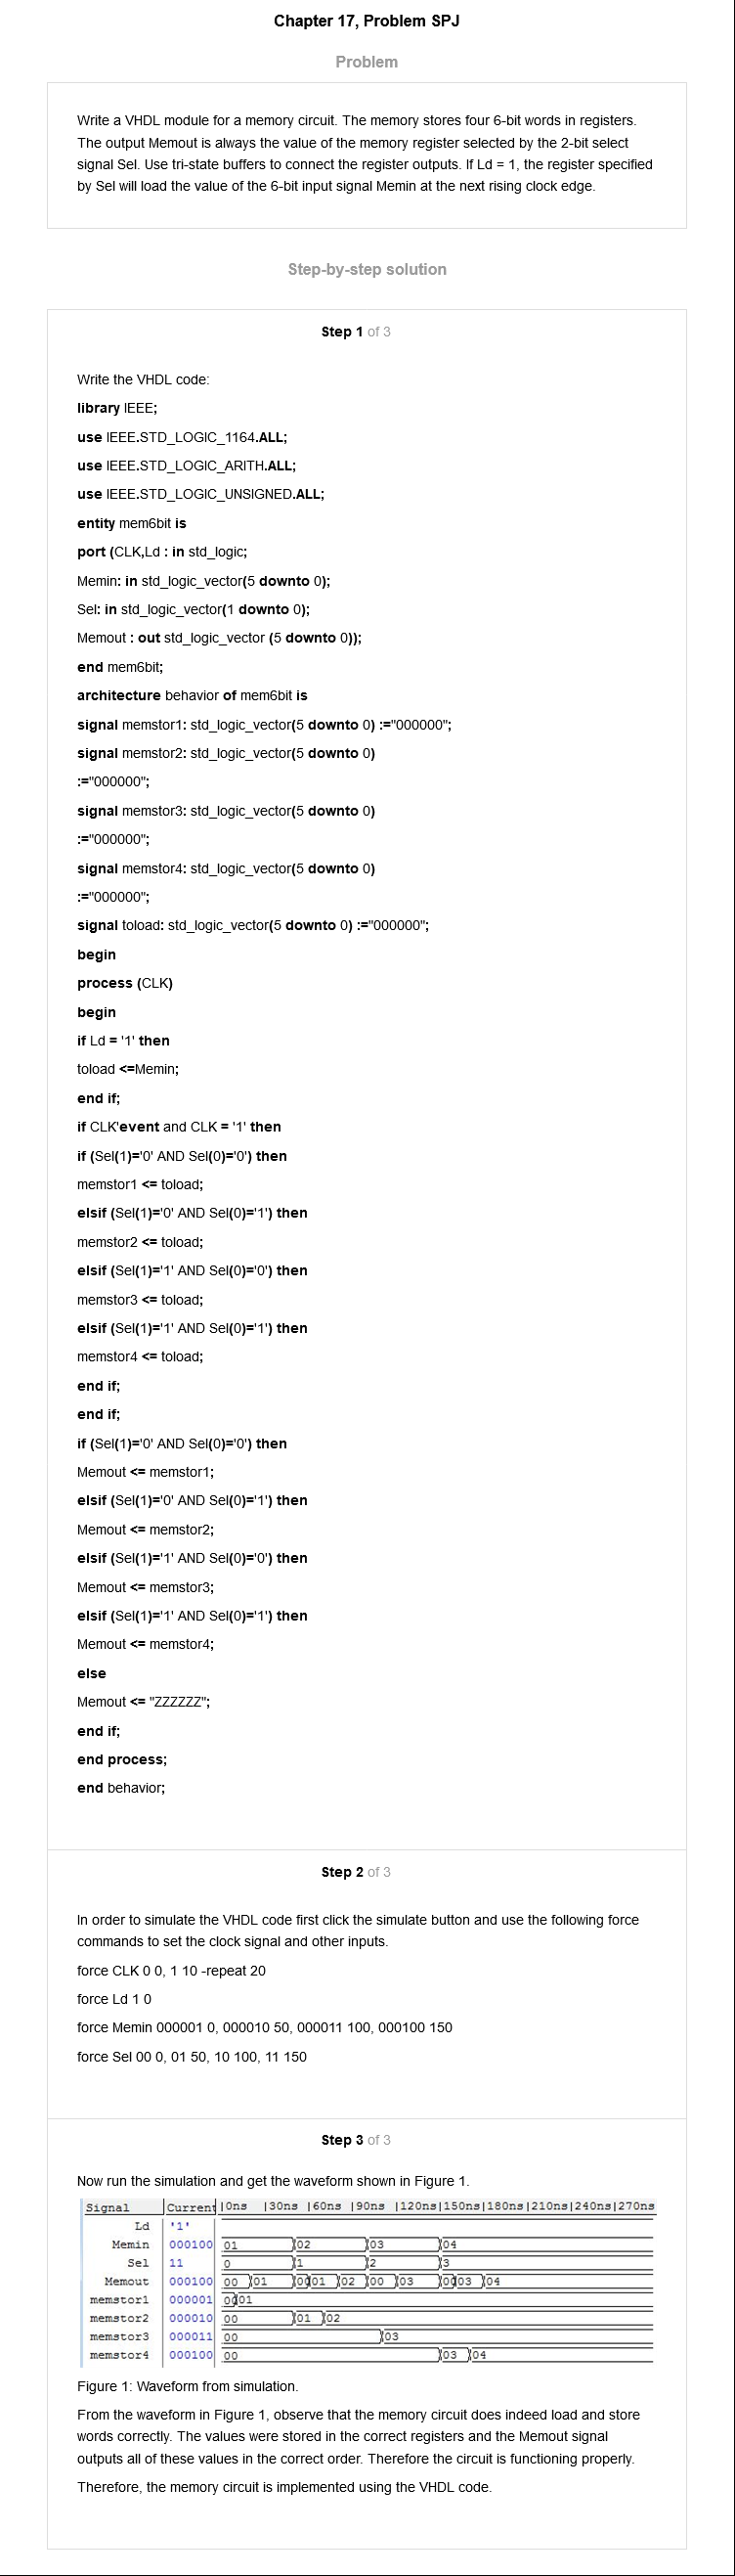 Chapter 17, Problem SPJ
Problem
Write a VHDL module for a memory circuit. The memory stores four 6-bit words in registers.
The output Memout is always the value of the memory register selected by the 2-bit select
signal Sel. Use tri-state buffers to connect the register outputs. If Ld = 1, the register specified
by Sel will load the value of the 6-bit input signal Memin at the next rising clock edge.
Step-by-step solution
Step 1 of 3
Write the VHDL code:
library IEEE;
use IEEE.STD_LOGIC_1164.ALL;
use IEEE.STD_LOGIC_ARITH.ALL;
use IEEE.STD_LOGIC_UNSIGNED.ALL;
entity mem6bit is
port (CLK,Ld : in std_logic;
Memin: in std_logic_vector(5 downto 0);
Sel: in std_logic_vector(1 downto 0);
Memout : out std_logic_vector (5 downto 0));
end mem6bit;
architecture behavior of mem6bit is
signal memstor1: std_logic_vector(5 downto 0) :="000000";
signal memstor2: std_logic_vector(5 downto 0)
:="000000";
signal memstor3: std_logic_vector(5 downto 0)
:="000000";
signal memstor4: std_logic_vector(5 downto 0)
:="000000";
signal toload: std_logic_vector(5 downto 0) :="000000";
begin
process (CLK)
begin
if Ld = '1' then
toload <=Memin;
end if;
if CLK'event and CLK = '1' then
if (Sel(1)='0' AND Sel(0)='0') then
memstor1 <= toload;
elsif (Sel(1)='0' AND Sel(0)='1') then
memstor2 <= toload;
elsif (Sel(1)='1' AND Sel(0)='0') then
memstor3 <= toload;
elsif (Sel(1)='1' AND Sel(0)='1') then
memstor4 <= toload;
end if;
end if;
if (Sel(1)='0' AND Sel(0)='0') then
Memout <= memstor1;
elsif (Sel(1)='0' AND Sel(0)='1') then
Memout <= memstor2;
elsif (Sel(1)='1' AND Sel(0)='0') then
Memout <= memstor3;
elsif (Sel(1)='1' AND Sel(0)='1') then
Memout <= memstor4;
else
Memout <= "ZZZZZZ";
end if;
end process;
end behavior;
Step 2 of 3
In order to simulate the VHDL code first click the simulate button and use the following force
commands to set the clock signal and other inputs.
force CLK 0 0, 1 10 -repeat 20
force Ld 1 0
force Memin 000001 0, 000010 50, 000011 100, 000100 150
force Sel 00 0, 01 50, 10 100, 11 150
Step 3 of 3
Now run the simulation and get the waveform shown in Figure 1.
Signal Current |0ns |30ns |60ns |90ns |120ns|150ns|180ns|210ns|240ns|270ns
Ld '1'
Memin 000100 01 02 03 04
Sel 11 0 1 2 3
Memout 000100 00 01 00 01 02 00 03 00 03 04
memstor1 000001 00 01
memstor2 000010 00 01 02
memstor3 000011 00 03
memstor4 000100 00 03 04
Figure 1: Waveform from simulation.
From the waveform in Figure 1, observe that the memory circuit does indeed load and store
words correctly. The values were stored in the correct registers and the Memout signal
outputs all of these values in the correct order. Therefore the circuit is functioning properly.
Therefore, the memory circuit is implemented using the VHDL code.